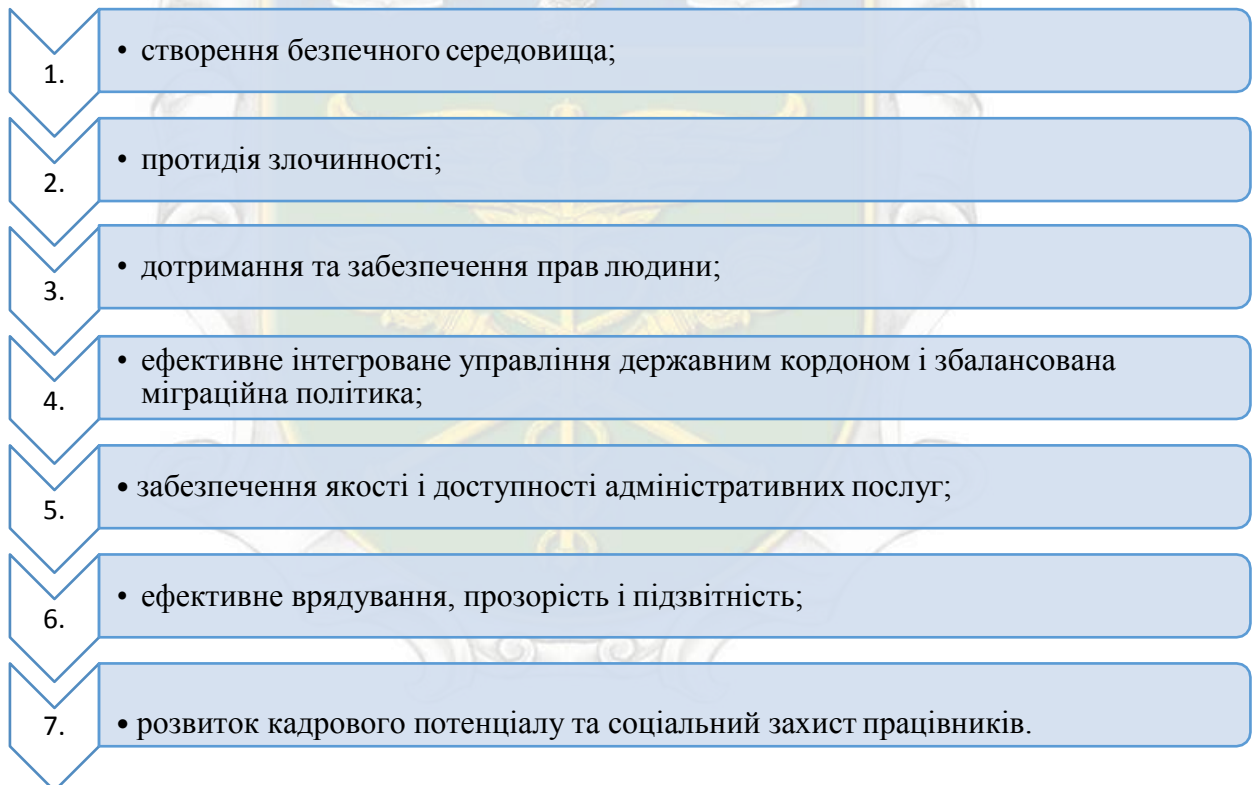 1.
• створення безпечного середовища;
2.
• протидія злочинності;
3.
• дотримання та забезпечення прав людини;
4.
• ефективне інтегроване управління державним кордоном і збалансована
міграційна політика;
5.
• забезпечення якості і доступності адміністративних послуг;
6.
• ефективне врядування, прозорість і підзвітність;
7.
• розвиток кадрового потенціалу та соціальний захист працівників.